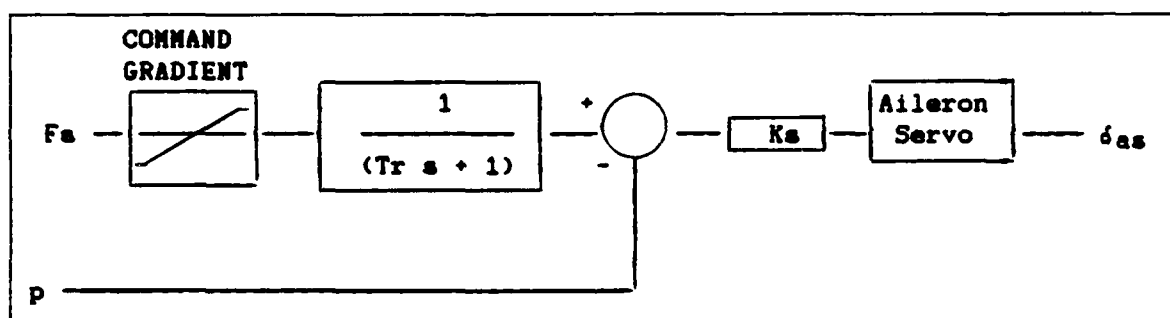 COMMAND
GRADIENT
Fa
1
(Tr s + 1)
+
-
Ks
Aileron
Servo
δas
p